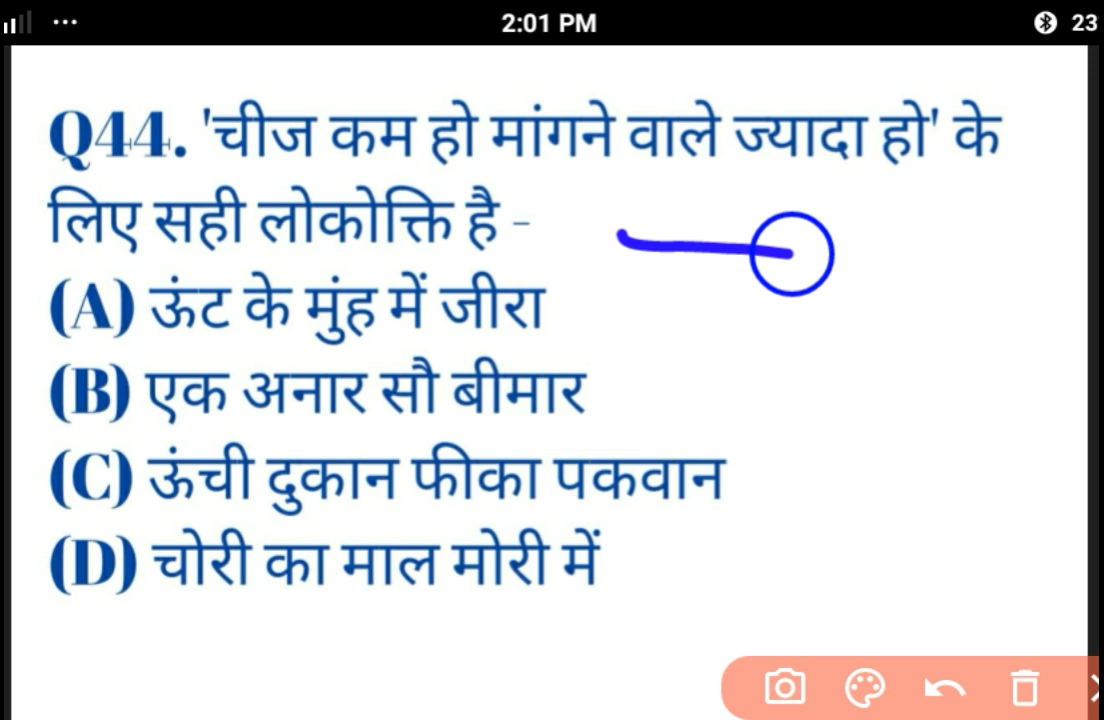 2:01 PM
23
Q44. 'चीज कम हो मांगने वाले ज्यादा हो' के
लिए सही लोकोक्ति है -
(A) ऊंट के मुंह में जीरा
(B) एक अनार सौ बीमार
(C) ऊंची दुकान फीका पकवान
(D) चोरी का माल मोरी में